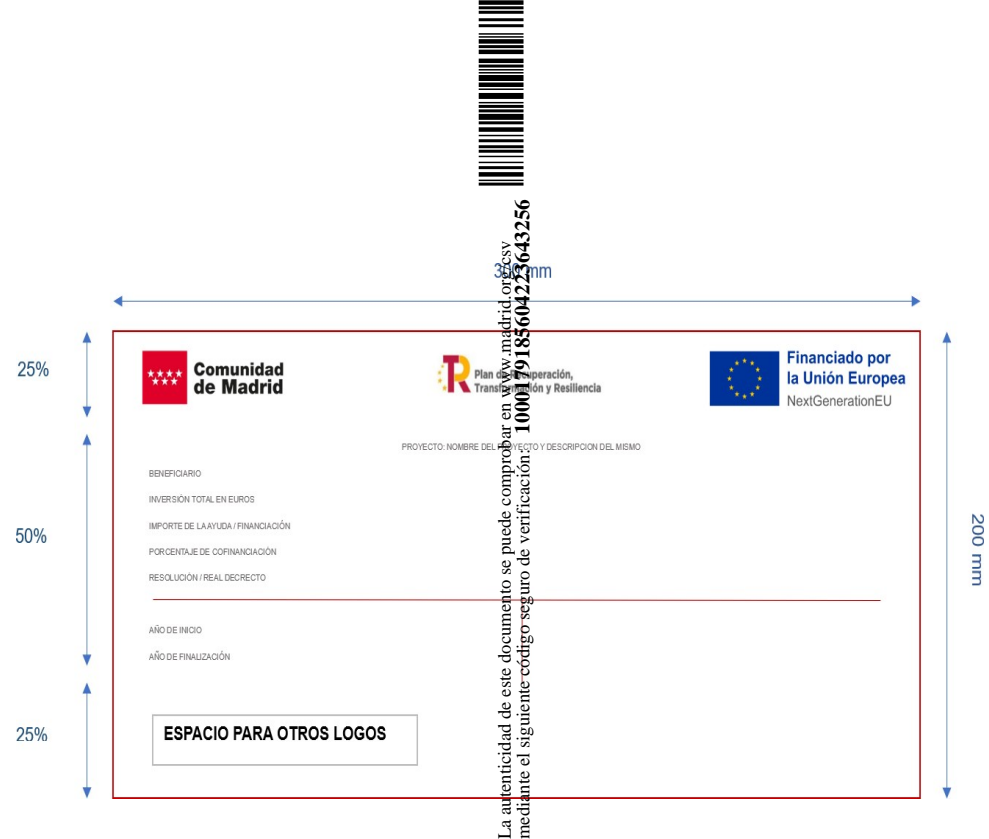 La autenticidad de este documento se puede comprobar en www.madrid.org/csv
mediante el siguiente código seguro de verificación: 1000179185604223643256
300 mm
25%
Comunidad
de Madrid
Plan de Recuperación,
Transformación y Resiliencia
Financiado por
la Unión Europea
NextGenerationEU
PROYECTO: NOMBRE DEL PROYECTO Y DESCRIPCION DEL MISMO
BENEFICIARIO
INVERSIÓN TOTAL EN EUROS
IMPORTE DE LA AYUDA / FINANCIACIÓN
50%
PORCENTAJE DE COFINANCIACIÓN
RESOLUCIÓN / REAL DECRECTO
200 mm
AÑO DE INICIO
AÑO DE FINALIZACIÓN
25%
ESPACIO PARA OTROS LOGOS